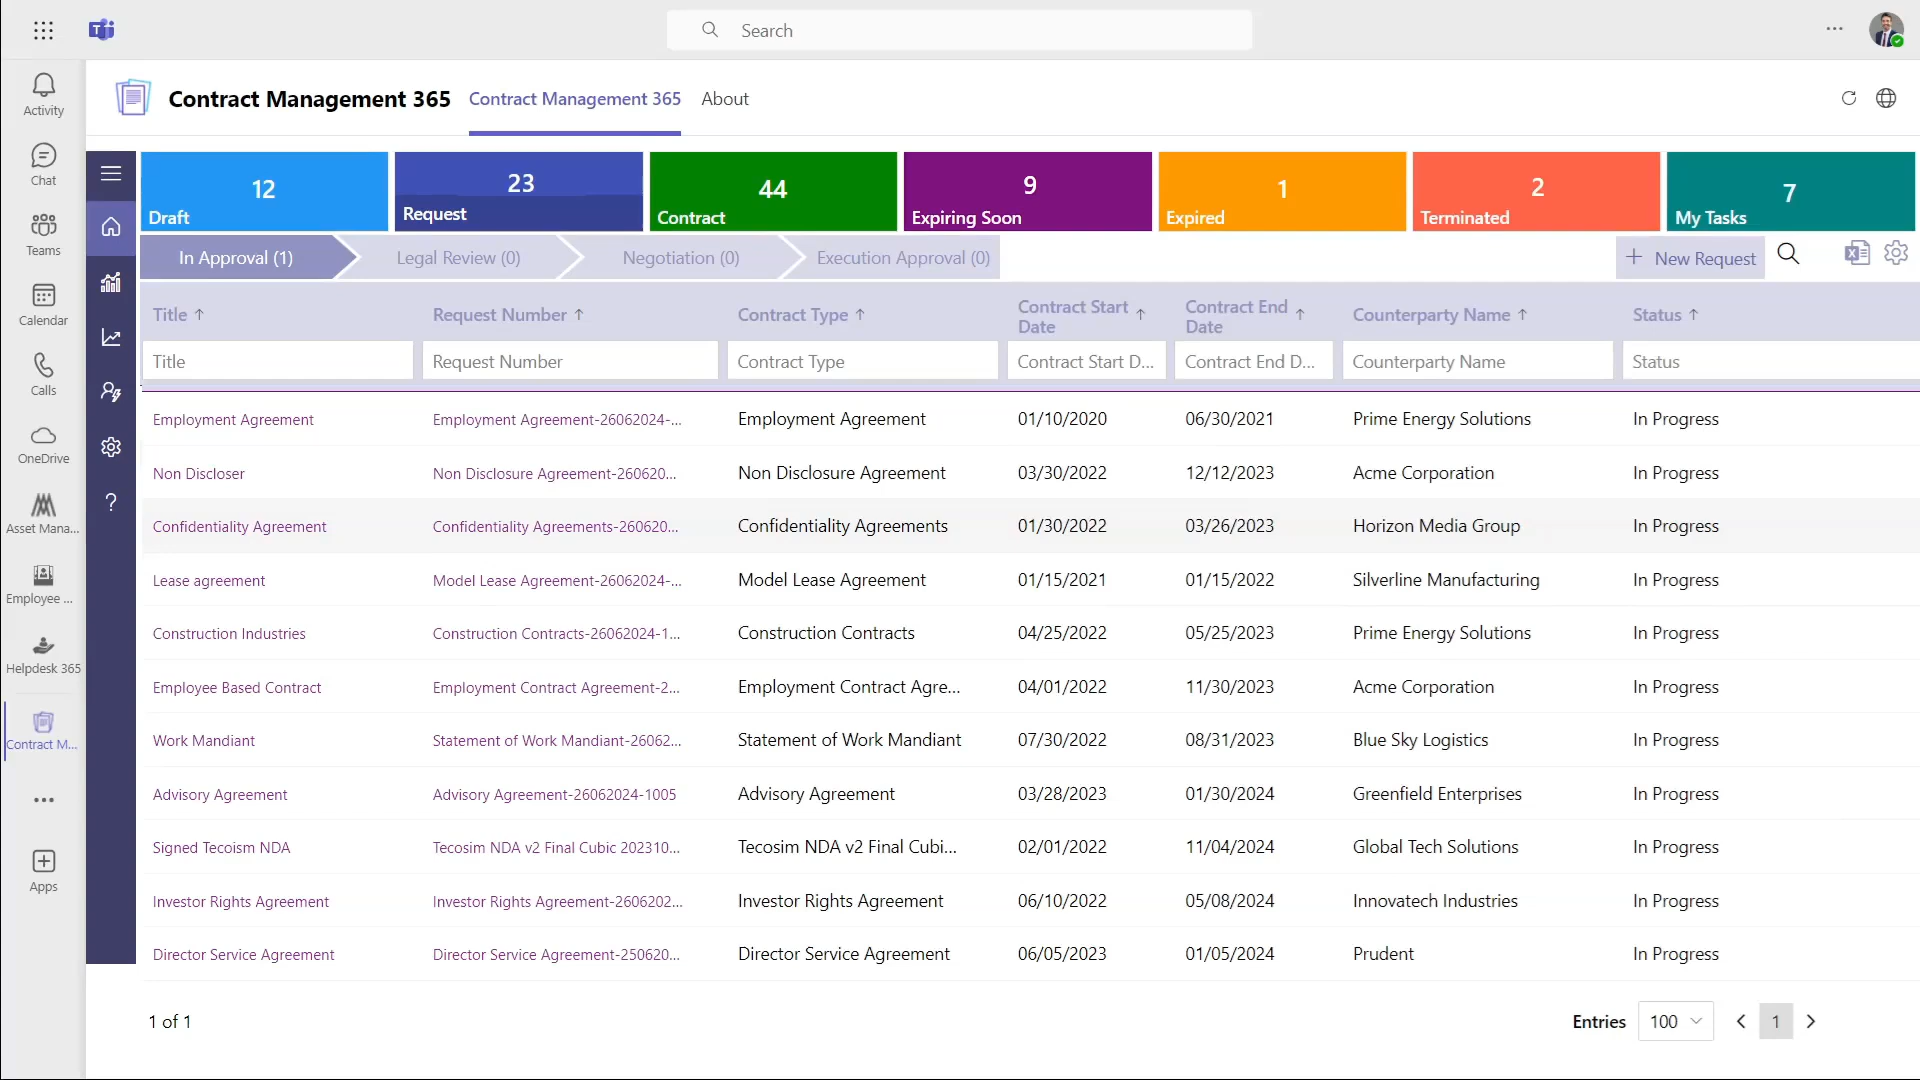 Search
Activity
Chat
Teams
Calendar
Calls
OneDrive
Asset Mana...
Employee ...
Helpdesk 365
Contract M...
Apps
Contract Management 365
Contract Management 365
About
12
Draft
23
Request
44
Contract
9
Expiring Soon
1
Expired
2
Terminated
7
My Tasks
In Approval (1)
Legal Review (0)
Negotiation (0)
Execution Approval (0)
+ New Request
Title ↑
Request Number ↑
Contract Type ↑
Contract Start ↑
Date
Contract End ↑
Date
Counterparty Name ↑
Status ↑
Title
Request Number
Contract Type
Contract Start D...
Contract End D...
Counterparty Name
Status
Employment Agreement Employment Agreement-26062024-... Employment Agreement 01/10/2020 06/30/2021 Prime Energy Solutions In Progress
Non Discloser Non Disclosure Agreement-260620... Non Disclosure Agreement 03/30/2022 12/12/2023 Acme Corporation In Progress
Confidentiality Agreement Confidentiality Agreements-260620... Confidentiality Agreements 01/30/2022 03/26/2023 Horizon Media Group In Progress
Lease agreement Model Lease Agreement-26062024-... Model Lease Agreement 01/15/2021 01/15/2022 Silverline Manufacturing In Progress
Construction Industries Construction Contracts-26062024-1... Construction Contracts 04/25/2022 05/25/2023 Prime Energy Solutions In Progress
Employee Based Contract Employment Contract Agreement-2... Employment Contract Agre... 04/01/2022 11/30/2023 Acme Corporation In Progress
Work Mandiant Statement of Work Mandiant-26062... Statement of Work Mandiant 07/30/2022 08/31/2023 Blue Sky Logistics In Progress
Advisory Agreement Advisory Agreement-26062024-1005 Advisory Agreement 03/28/2023 01/30/2024 Greenfield Enterprises In Progress
Signed Tecoism NDA Tecosim NDA v2 Final Cubic 202310... Tecosim NDA v2 Final Cubi... 02/01/2022 11/04/2024 Global Tech Solutions In Progress
Investor Rights Agreement Investor Rights Agreement-2606202... Investor Rights Agreement 06/10/2022 05/08/2024 Innovatech Industries In Progress
Director Service Agreement Director Service Agreement-250620... Director Service Agreement 06/05/2023 01/05/2024 Prudent In Progress
1 of 1
Entries 100 1